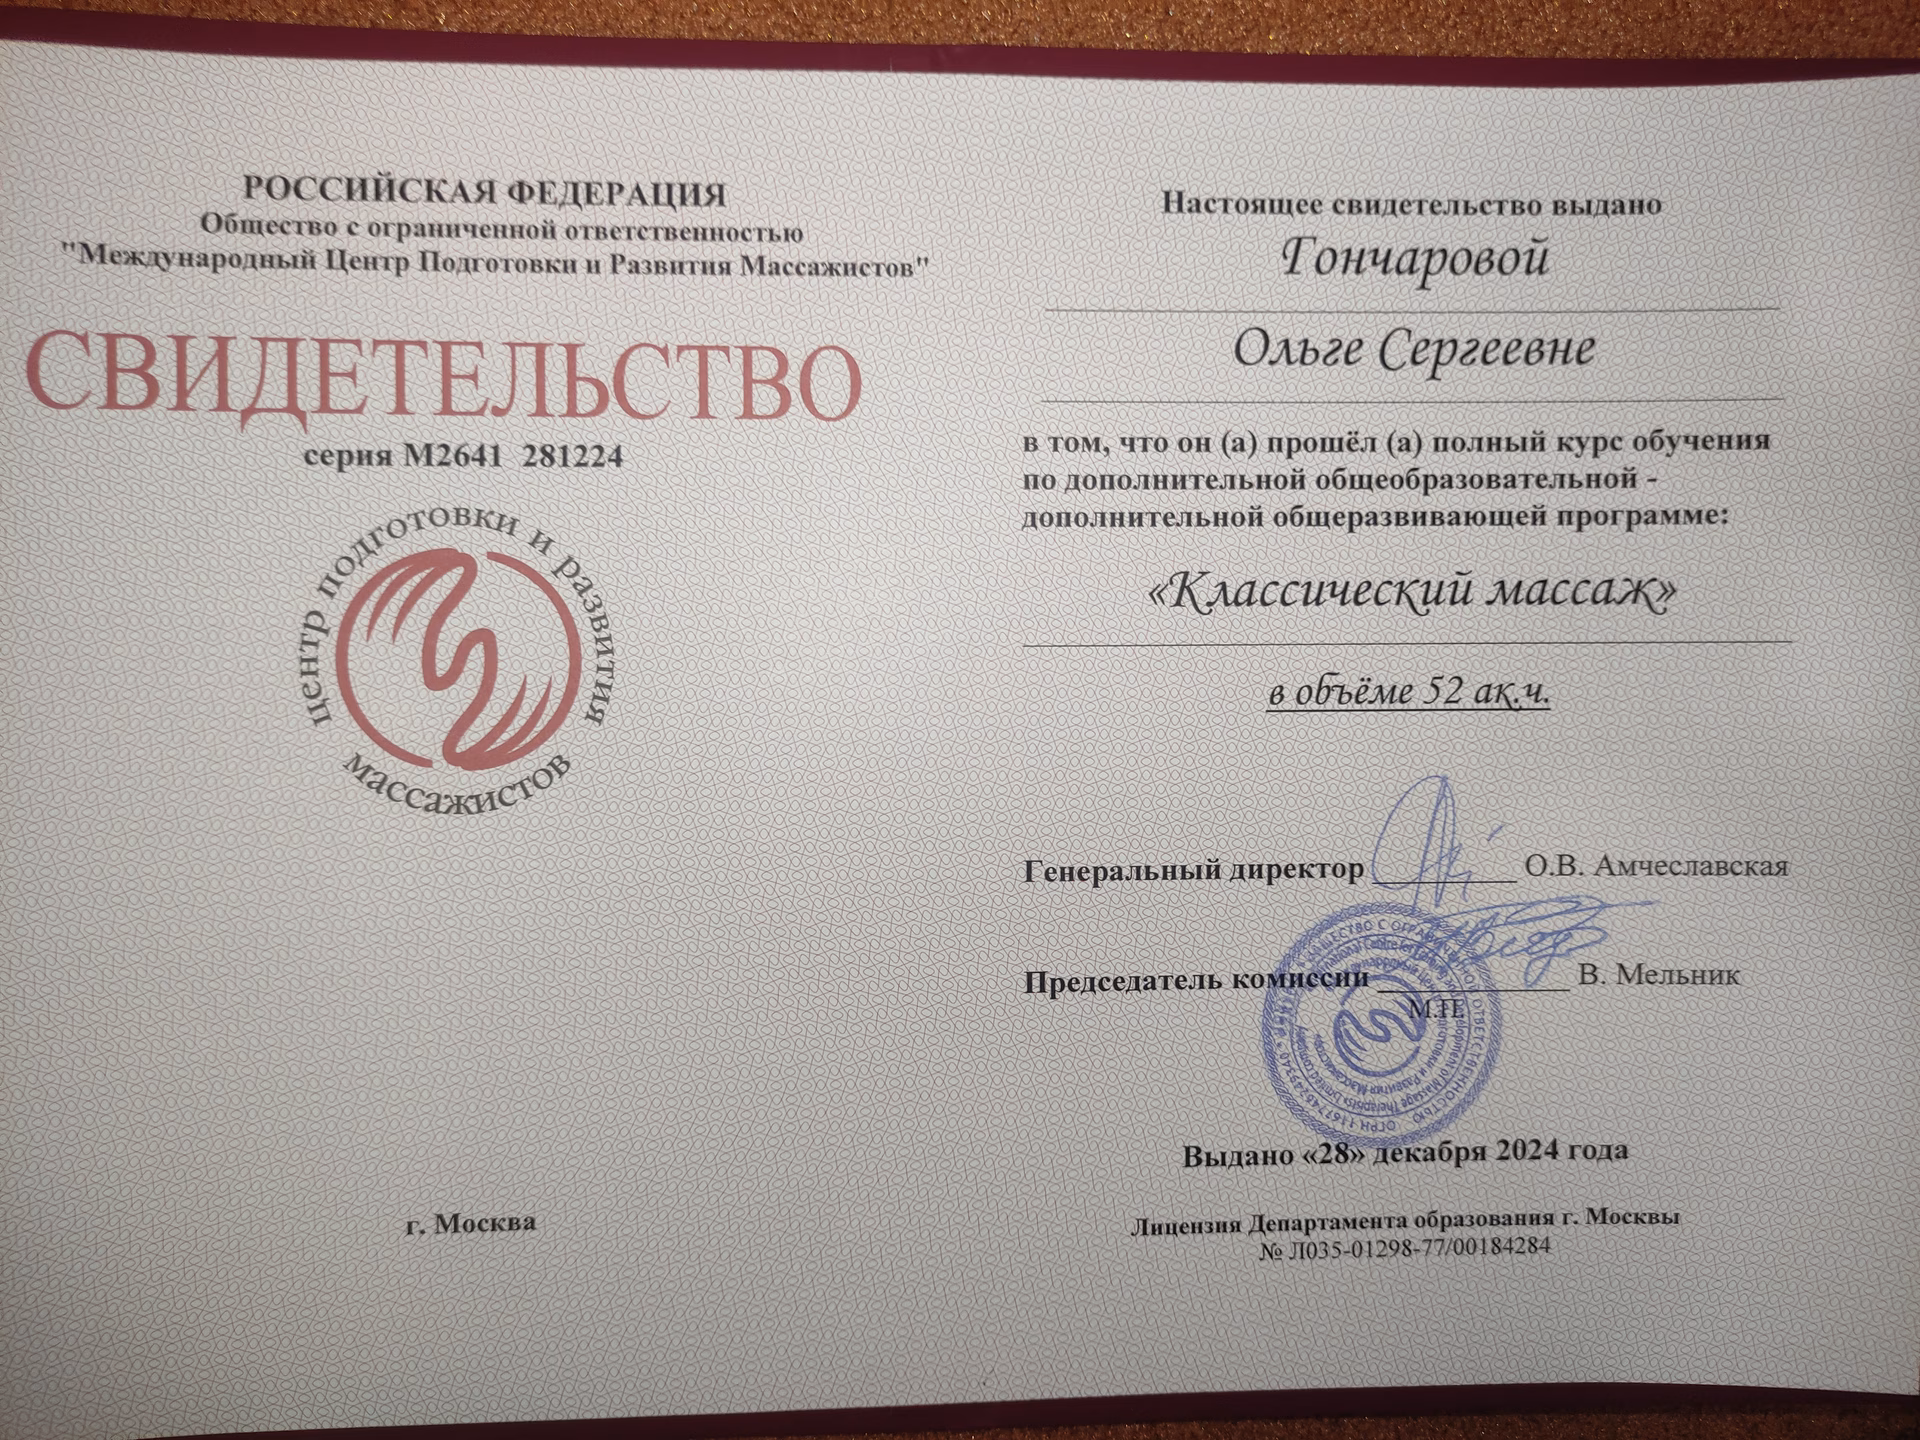 РОССИЙСКАЯ ФЕДЕРАЦИЯ
Общество с ограниченной ответственностью
"Международный Центр Подготовки и Развития Массажистов"
СВИДЕТЕЛЬСТВО
серия М2641 281224
центр подготовки и развития
массажистов
г. Москва
Настоящее свидетельство выдано
Гончаровой
Ольге Сергеевне
в том, что он (а) прошёл (а) полный курс обучения
по дополнительной общеобразовательной -
дополнительной общеразвивающей программе:
«Классический массаж»
в объёме 52 ак.ч.
Генеральный директор О.В. Амчеславская
Председатель комиссии В. Мельник
М.П.
Выдано «28» декабря 2024 года
Лицензия Департамента образования г. Москвы
№ Л035-01298-77/00184284